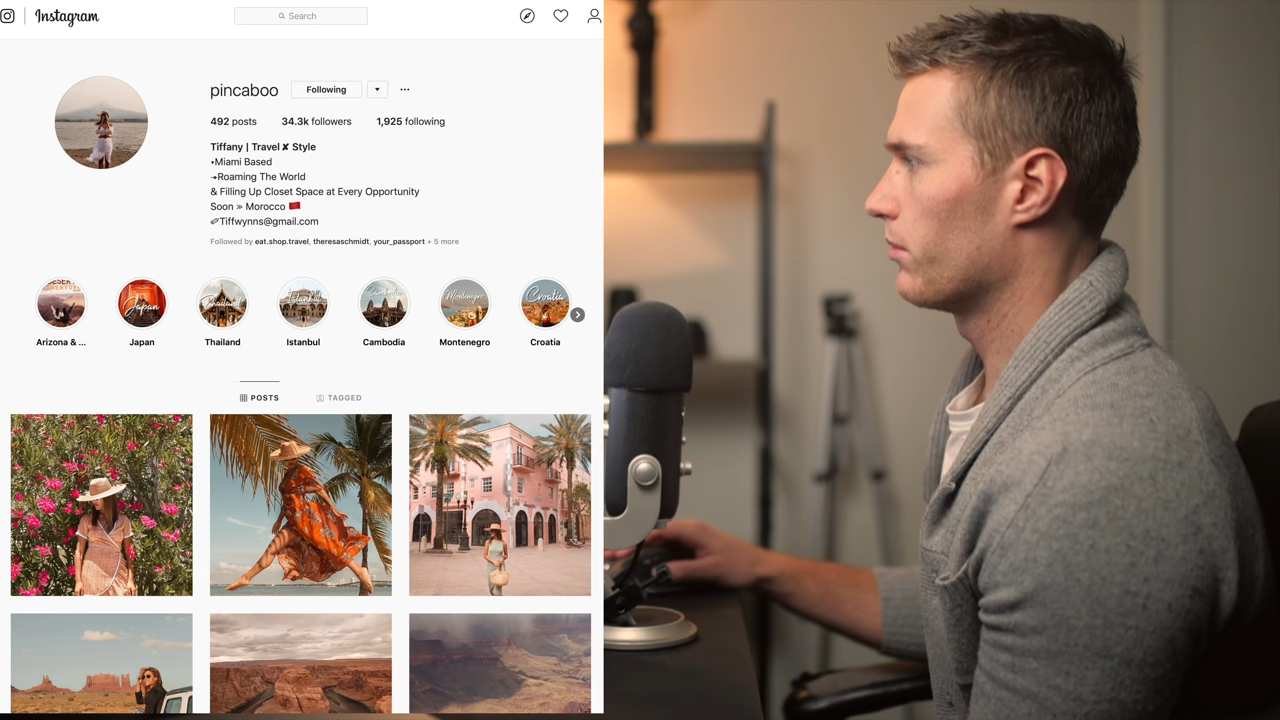 Instagram
Search
pincaboo Following
492 posts 34.3k followers 1,925 following
Tiffany | Travel ✘ Style
▾Miami Based
➝Roaming The World
& Filling Up Closet Space at Every Opportunity
Soon » Morocco 🇲🇦
✐Tiffwynns@gmail.com
Followed by eat.shop.travel, theresaschmidt, your_passport + 5 more
Japan Thailand Istanbul Cambodia Montenegro Croatia
Arizona & ... Japan Thailand Istanbul Cambodia Montenegro Croatia
POSTS TAGGED